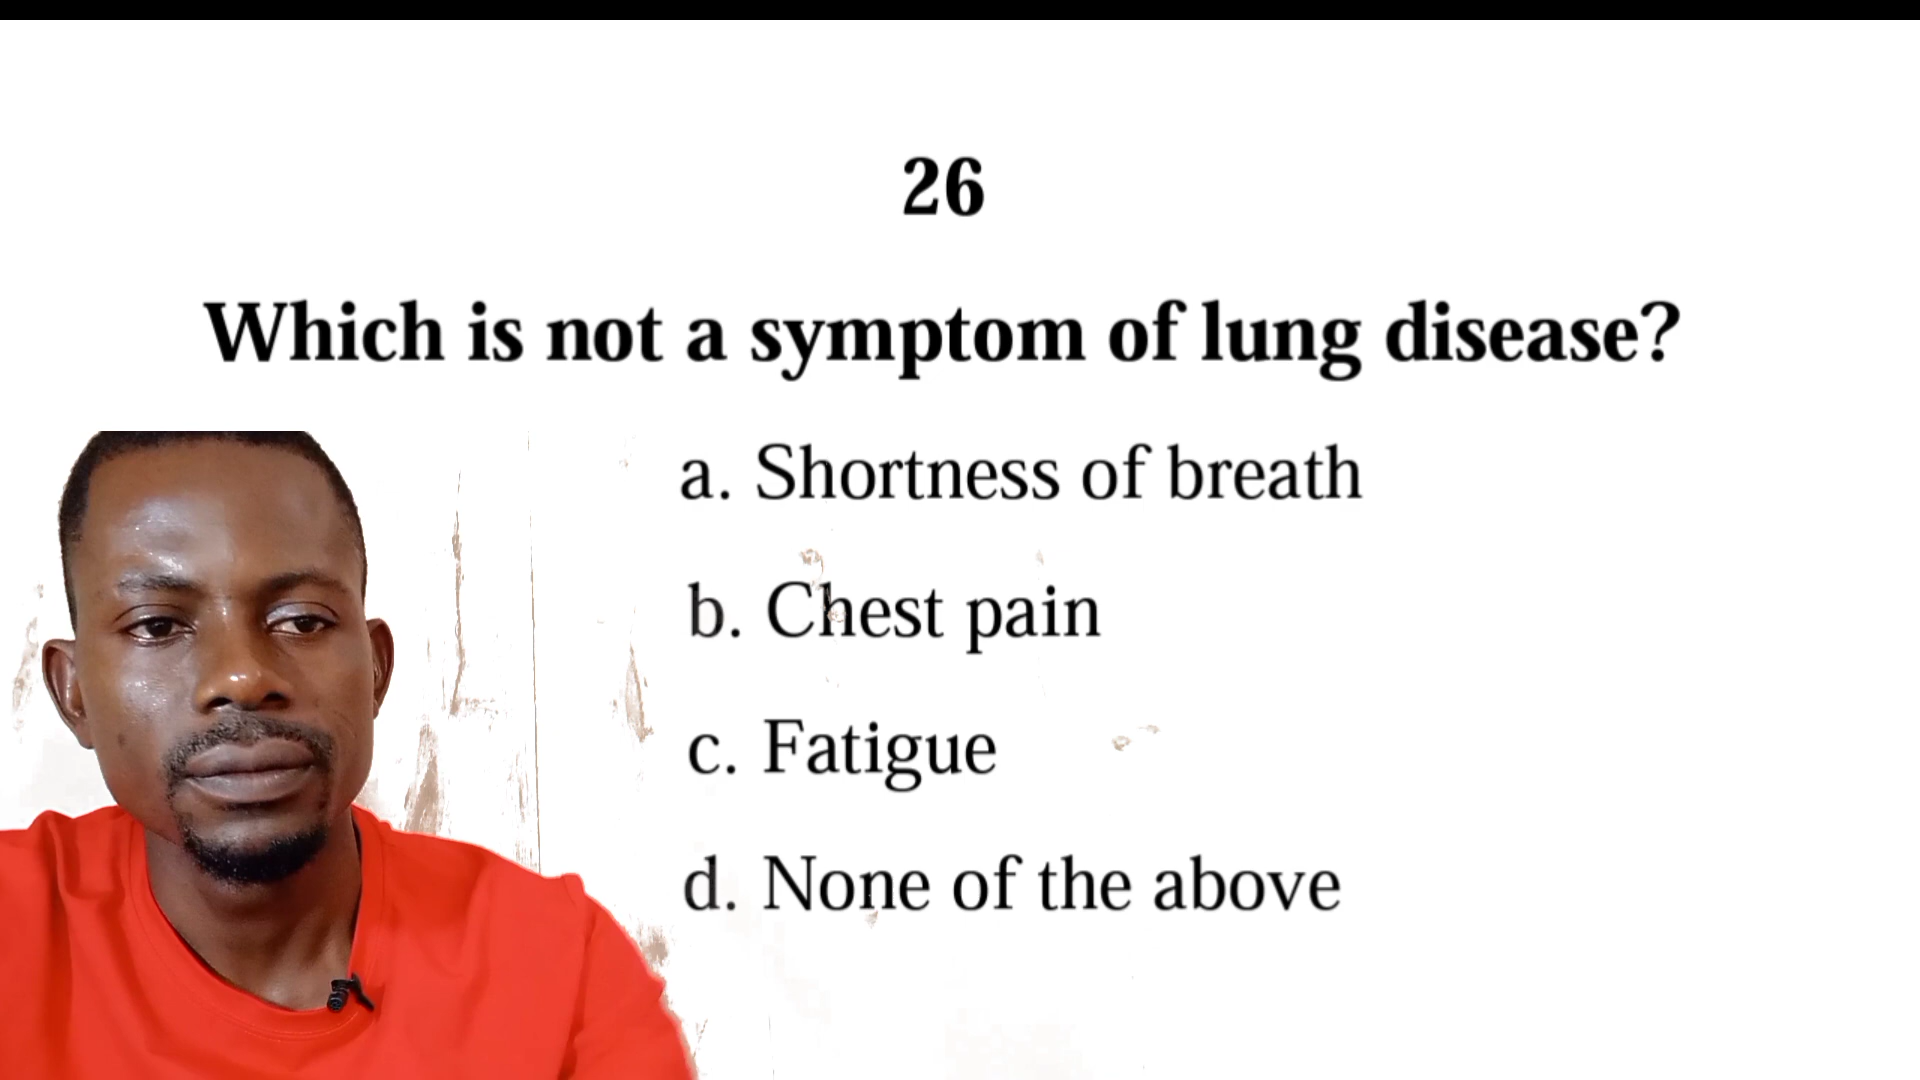 26
Which is not a symptom of lung disease?
a. Shortness of breath
b. Chest pain
c. Fatigue
d. None of the above